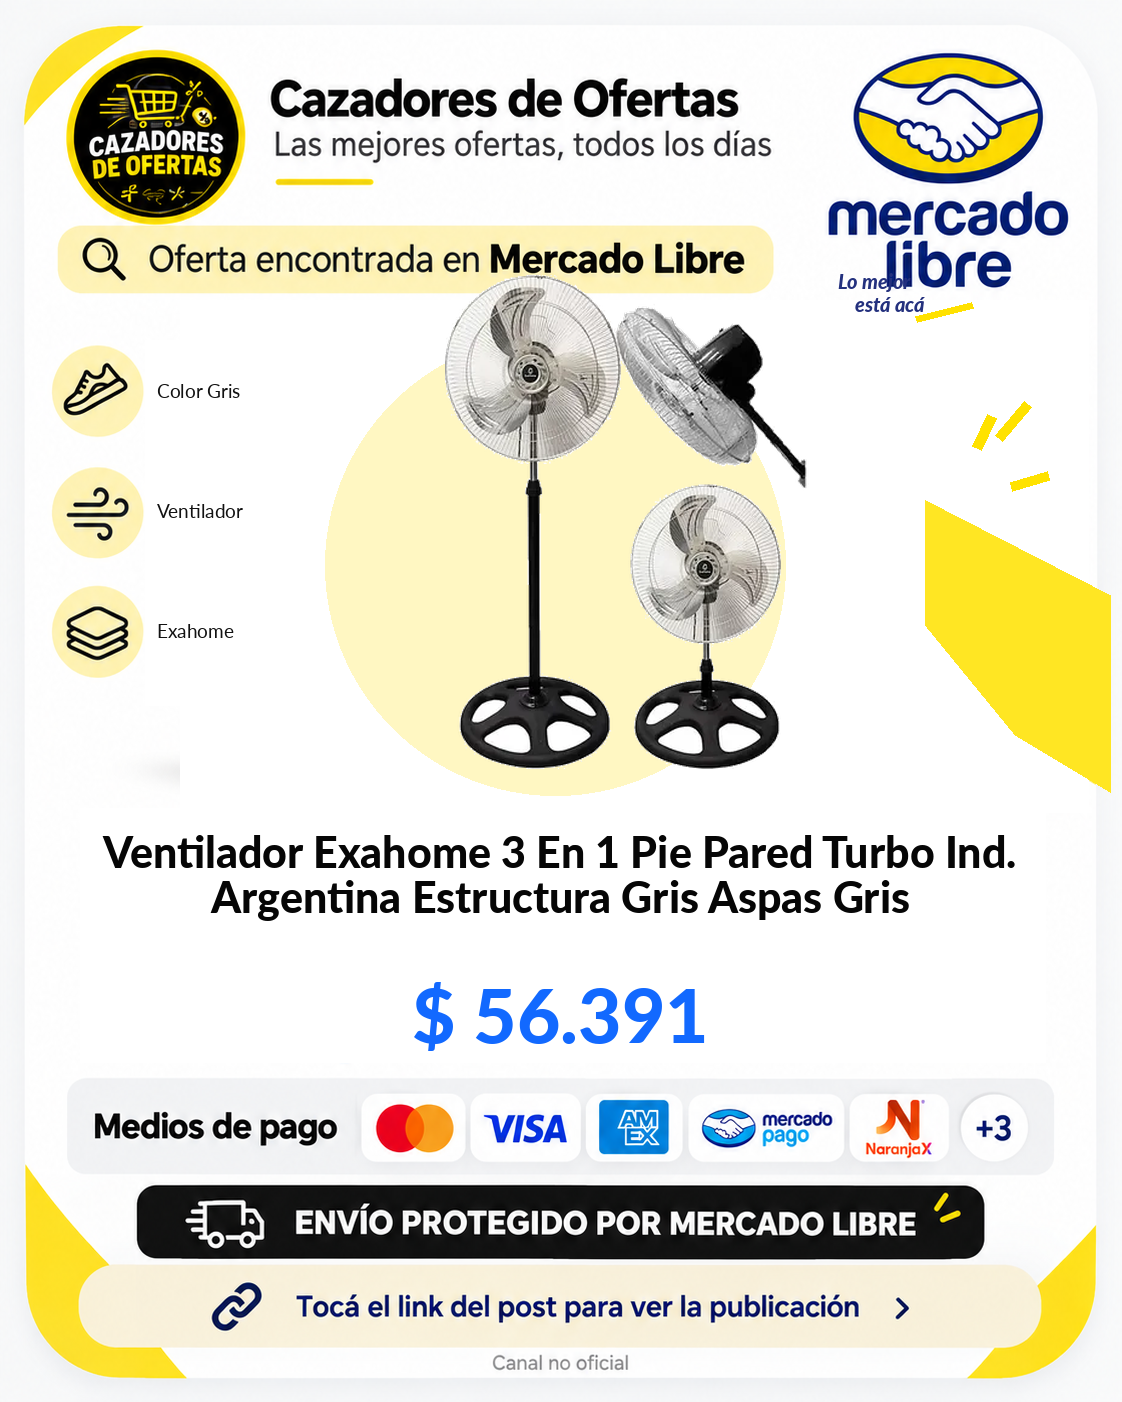 CAZADORES
DE OFERTAS
Cazadores de Ofertas
Las mejores ofertas, todos los días
mercado
libre
Oferta encontrada en Mercado Libre
Lo mejor
está acá
Color Gris
Ventilador
Exahome
Ventilador Exahome 3 En 1 Pie Pared Turbo Ind.
Argentina Estructura Gris Aspas Gris
$ 56.391
Medios de pago
VISA
AM
EX
mercado
pago
N
NaranjaX
+3
ENVÍO PROTEGIDO POR MERCADO LIBRE
Tocá el link del post para ver la publicación
Canal no oficial